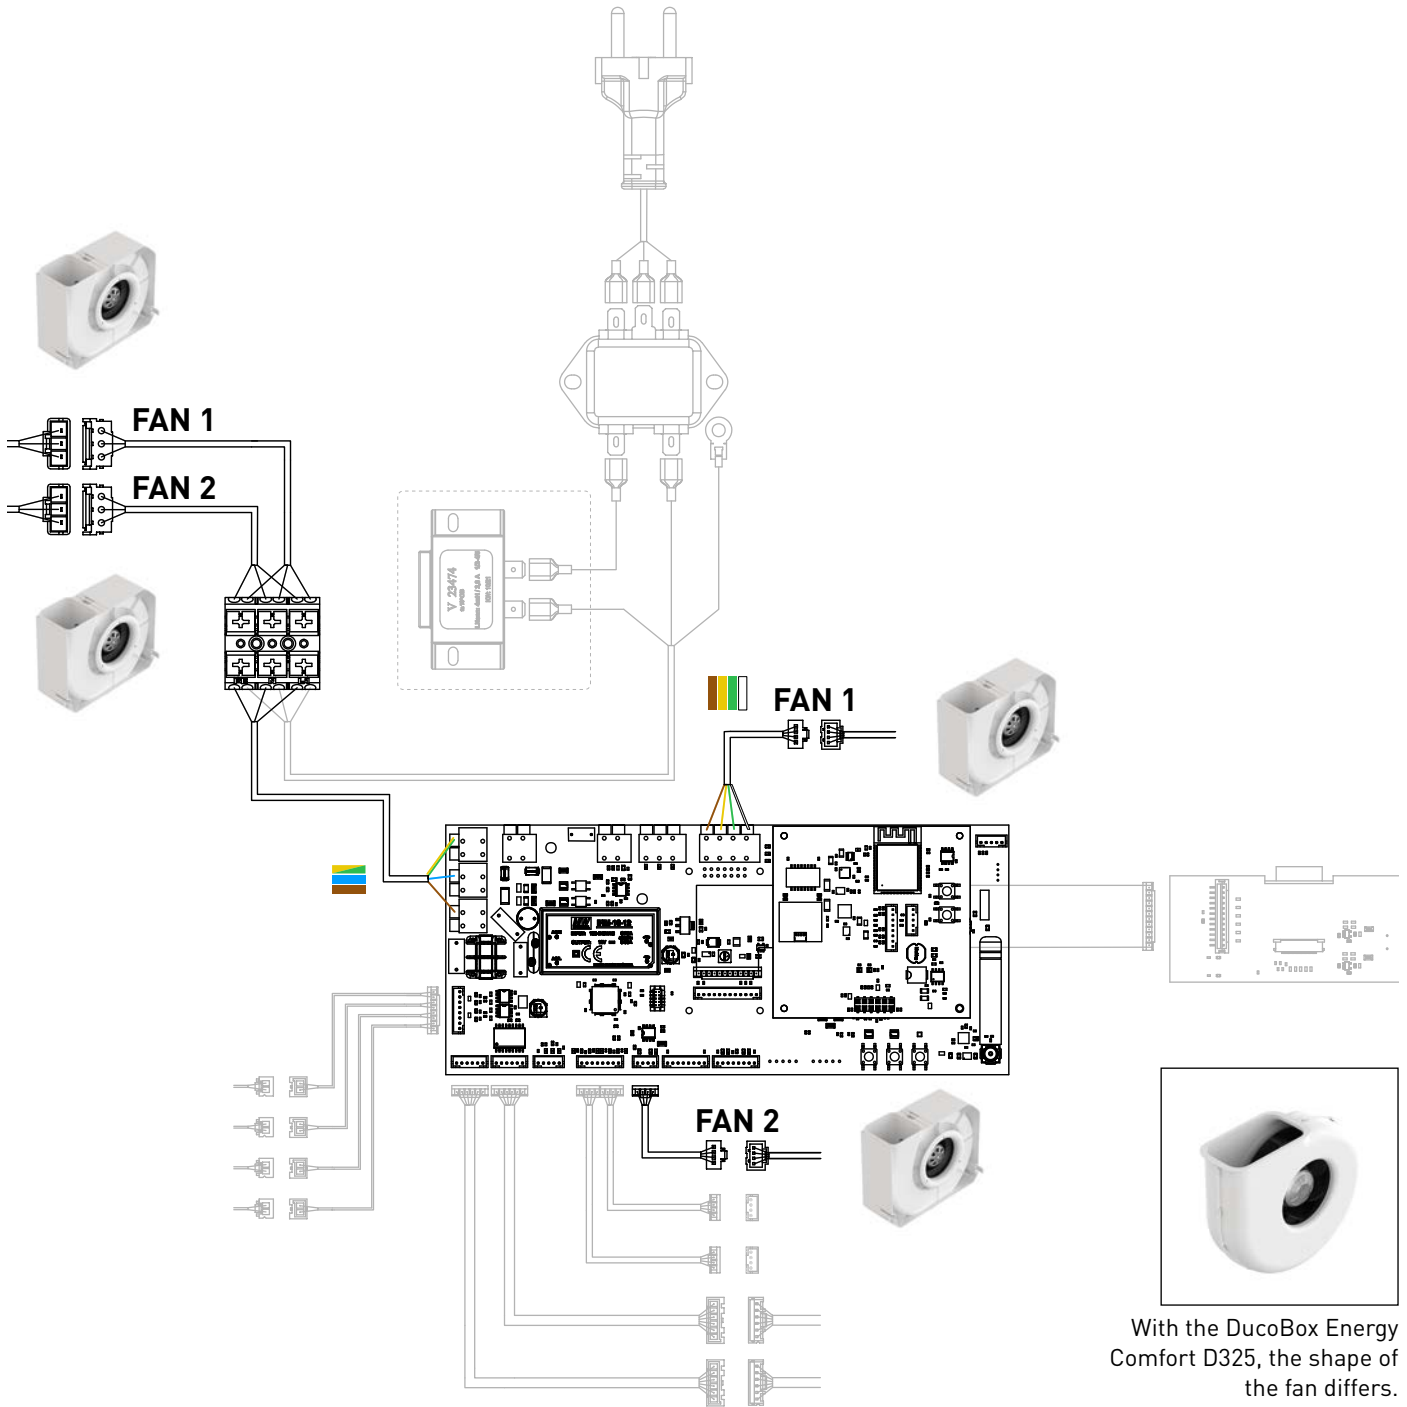 FAN 1
FAN 2
V 23474
FAN 1
FAN 2
With the DucoBox Energy
Comfort D325, the shape of
the fan differs.